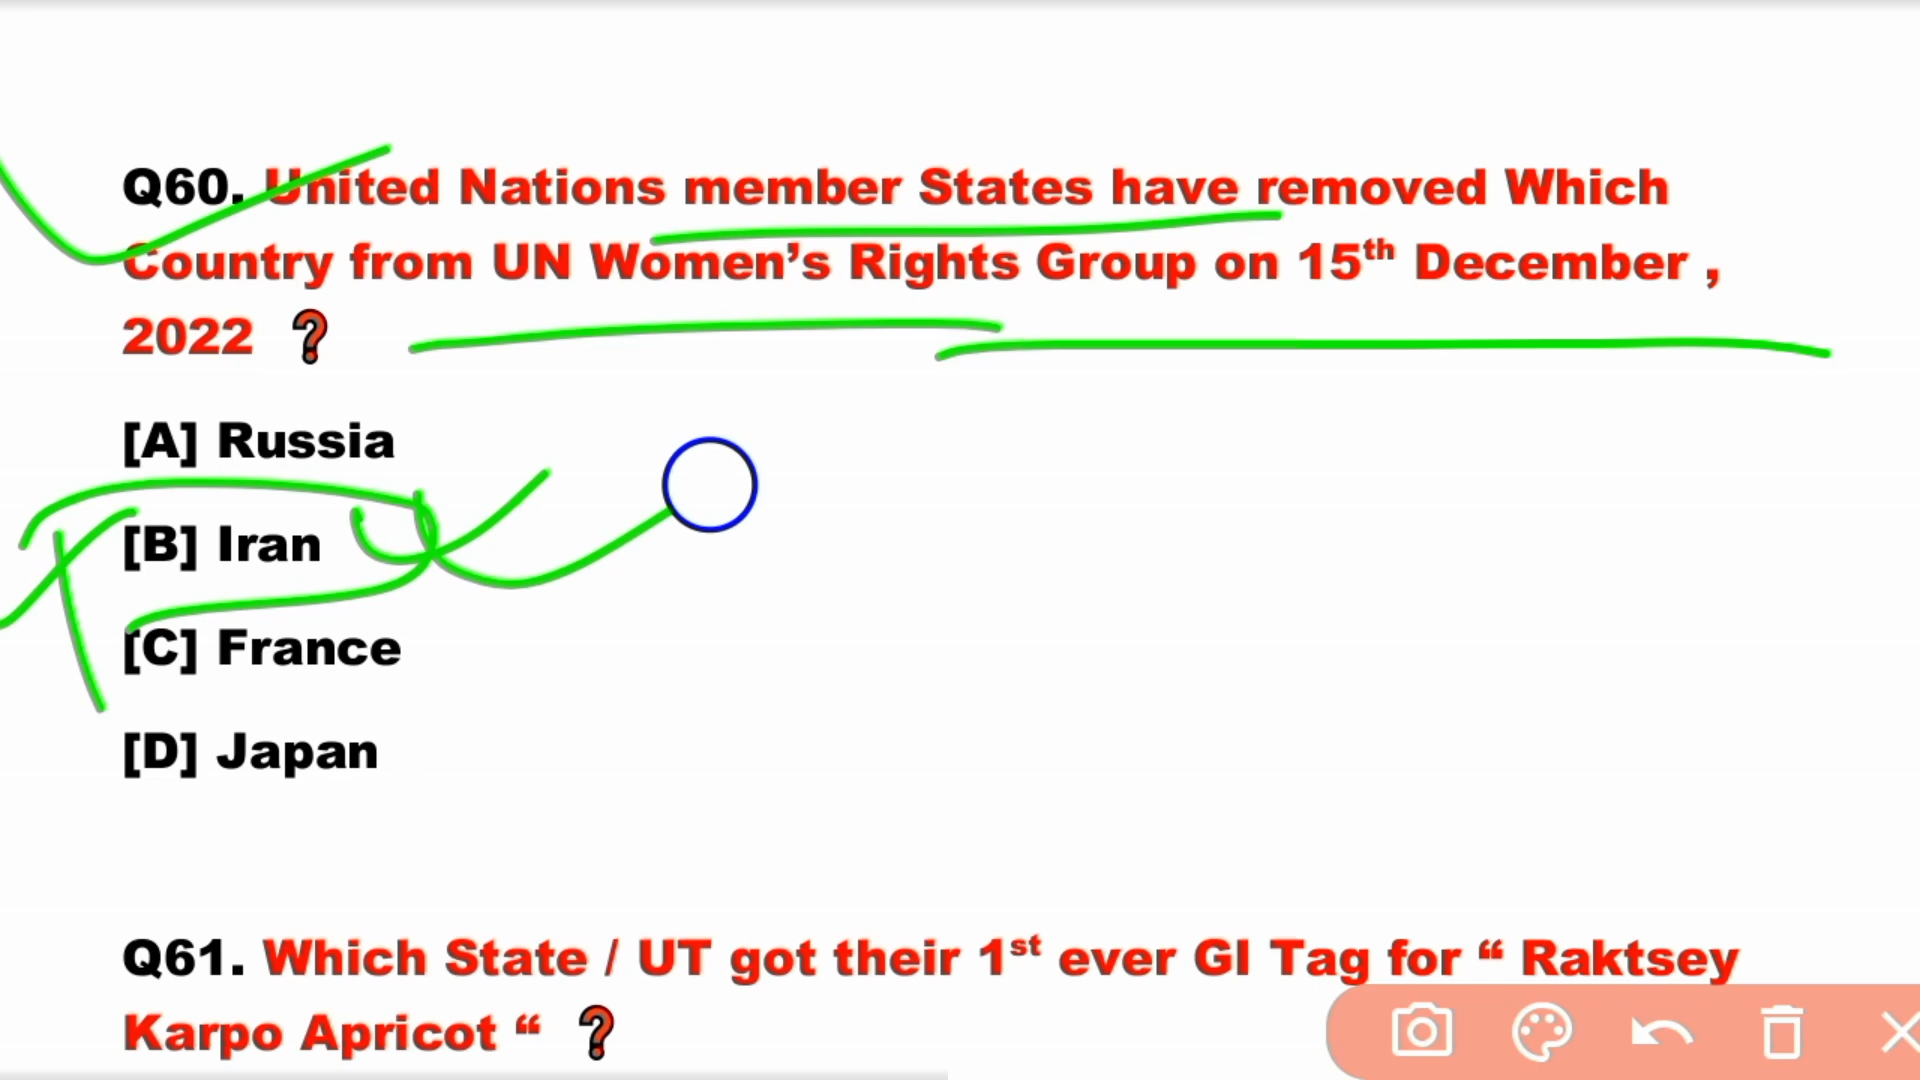 Q60. United Nations member States have removed Which
Country from UN Women’s Rights Group on 15th December ,
2022 ❓
[A] Russia
[B] Iran
[C] France
[D] Japan
Q61. Which State / UT got their 1st ever GI Tag for “ Raktsey
Karpo Apricot “ ❓